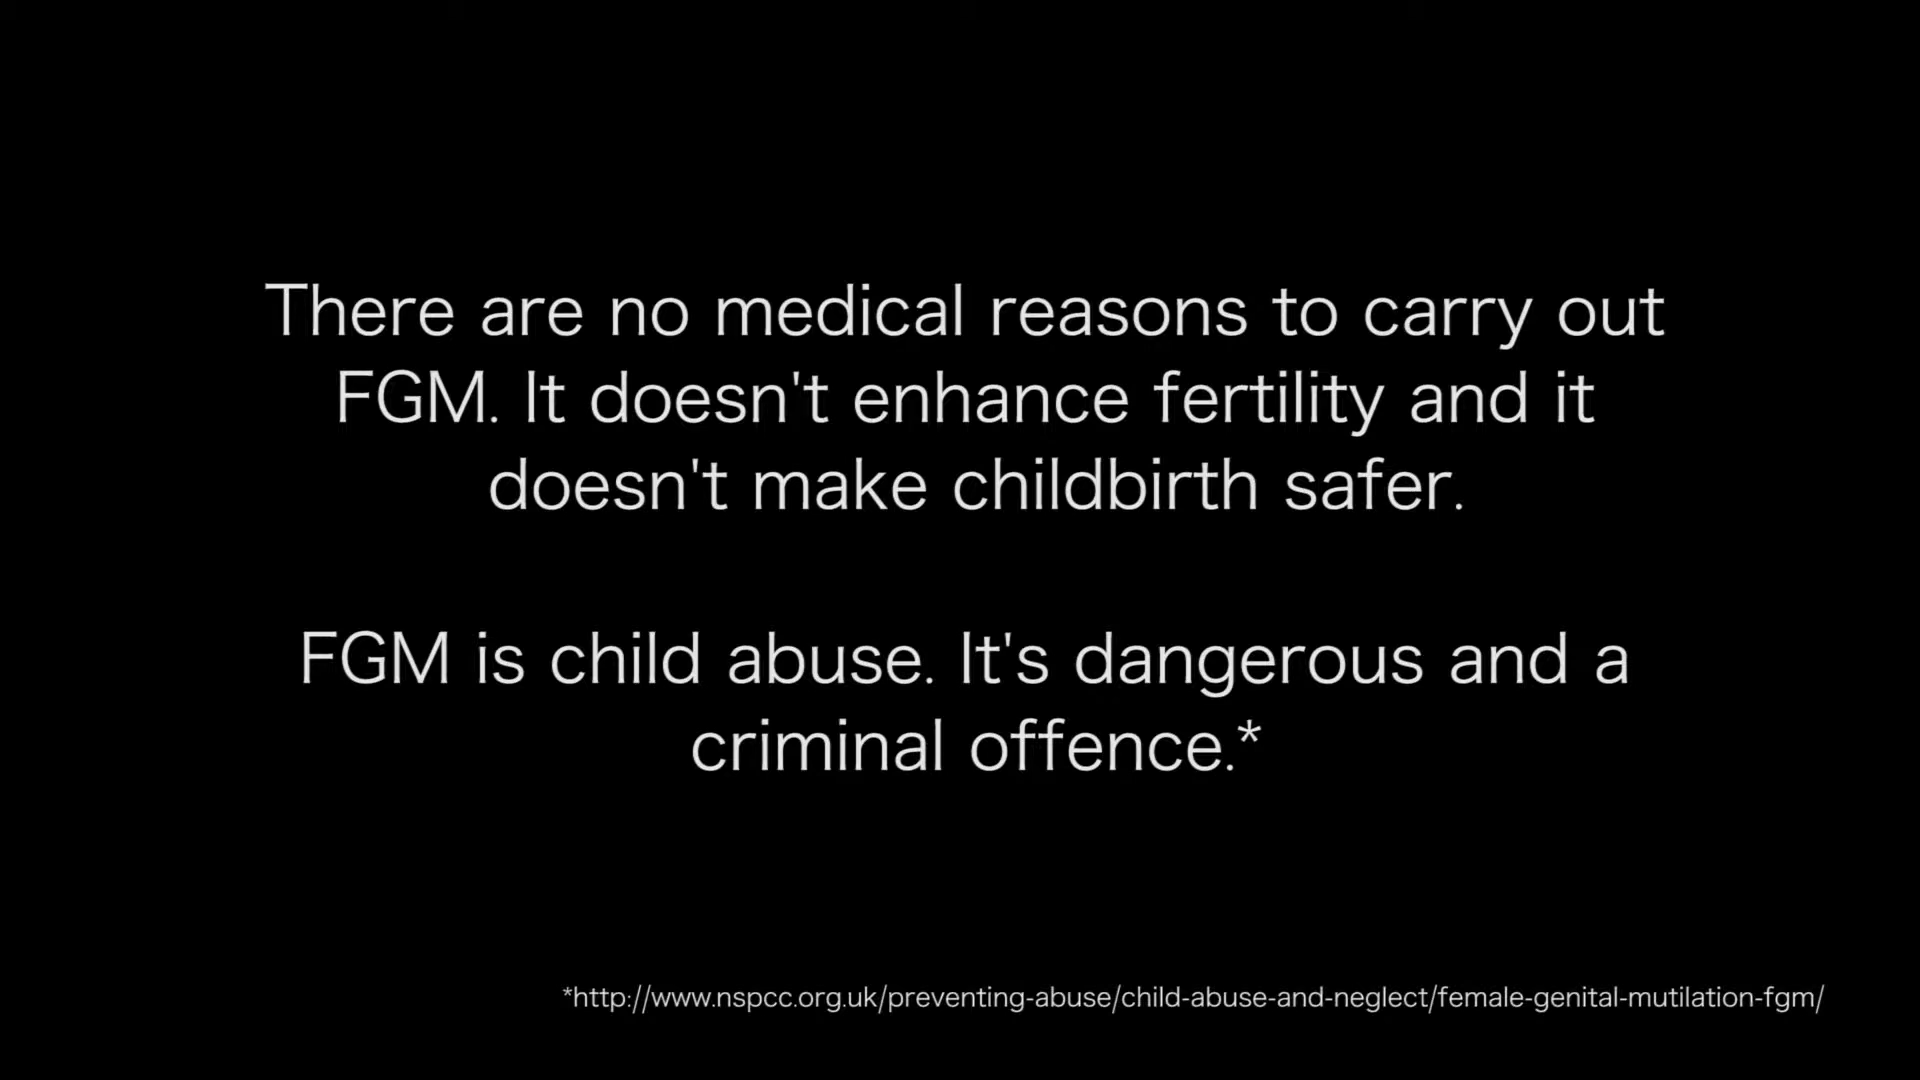 There are no medical reasons to carry out
FGM. It doesn't enhance fertility and it
doesn't make childbirth safer.
FGM is child abuse. It's dangerous and a
criminal offence.*
*http://www.nspcc.org.uk/preventing-abuse/child-abuse-and-neglect/female-genital-mutilation-fgm/